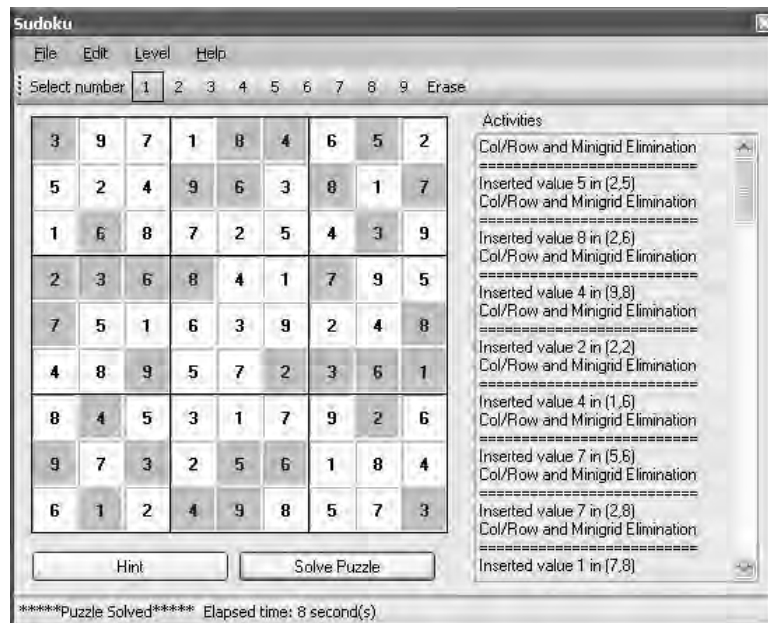 Sudoku
File Edit Level Help
Select number 1 2 3 4 5 6 7 8 9 Erase
3 9 7 1 8 4 6 5 2
5 2 4 9 6 3 8 1 7
1 6 8 7 2 5 4 3 9
2 3 6 8 4 1 7 9 5
7 5 1 6 3 9 2 4 8
4 8 9 5 7 2 3 6 1
8 4 5 3 1 7 9 2 6
9 7 3 2 5 6 1 8 4
6 1 2 4 9 8 5 7 3
Hint Solve Puzzle
Activities
Col/Row and Minigrid Elimination
=========================
Inserted value 5 in (2,5)
Col/Row and Minigrid Elimination
=========================
Inserted value 8 in (2,6)
Col/Row and Minigrid Elimination
=========================
Inserted value 4 in (9,8)
Col/Row and Minigrid Elimination
=========================
Inserted value 2 in (2,2)
Col/Row and Minigrid Elimination
=========================
Inserted value 4 in (1,6)
Col/Row and Minigrid Elimination
=========================
Inserted value 7 in (5,6)
Col/Row and Minigrid Elimination
=========================
Inserted value 7 in (2,8)
Col/Row and Minigrid Elimination
=========================
Inserted value 1 in (7,8)
*****Puzzle Solved***** Elapsed time: 8 second(s)